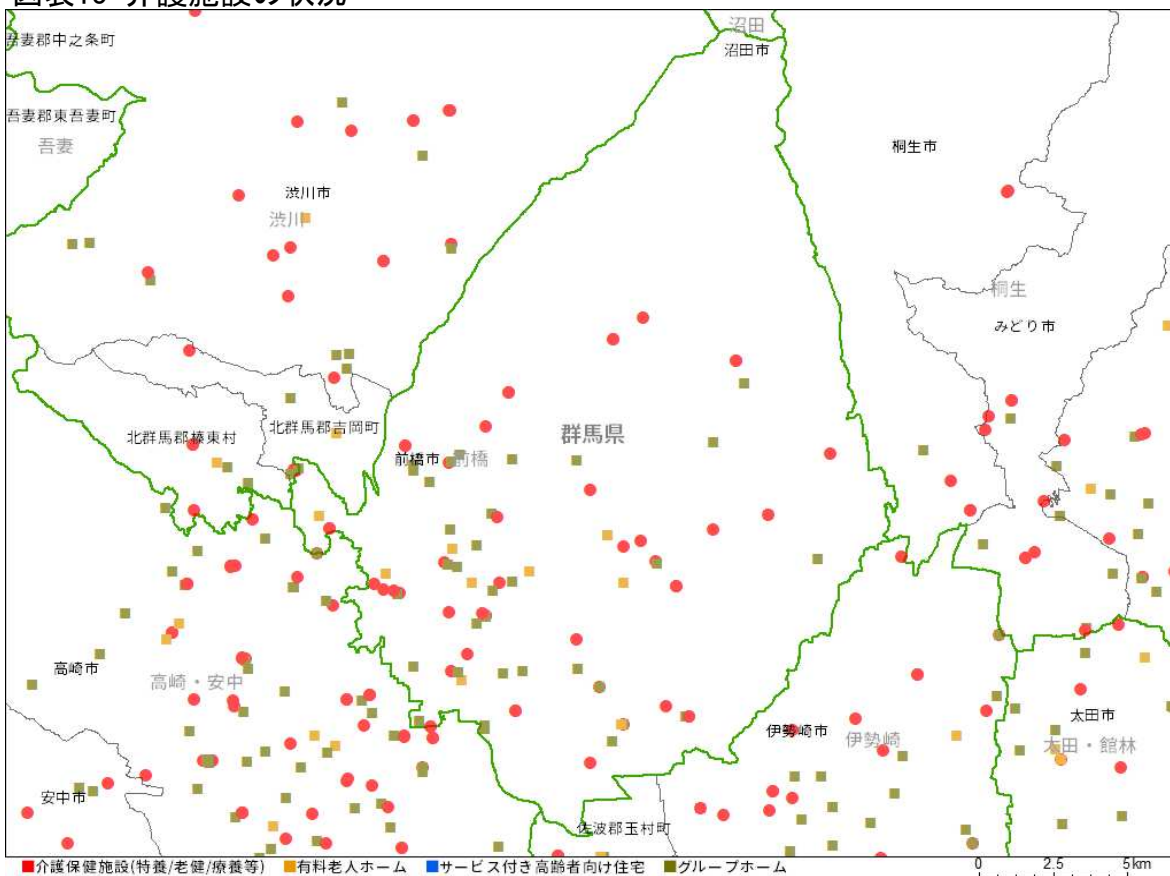 図表10 介護施設の状況
吾妻郡中之条町
沼田
沼田市
吾妻郡東吾妻町
吾妻
桐生市
渋川市
渋川
桐生
みどり市
北群馬郡榛東村
北群馬郡吉岡町
群馬県
前橋市
前橋
高崎市
高崎・安中
伊勢崎市
伊勢崎
太田市
太田・館林
安中市
佐波郡玉村町
介護保健施設(特養/老健/療養等) 有料老人ホーム サービス付き高齢者向け住宅 グループホーム
0 2.5 5km